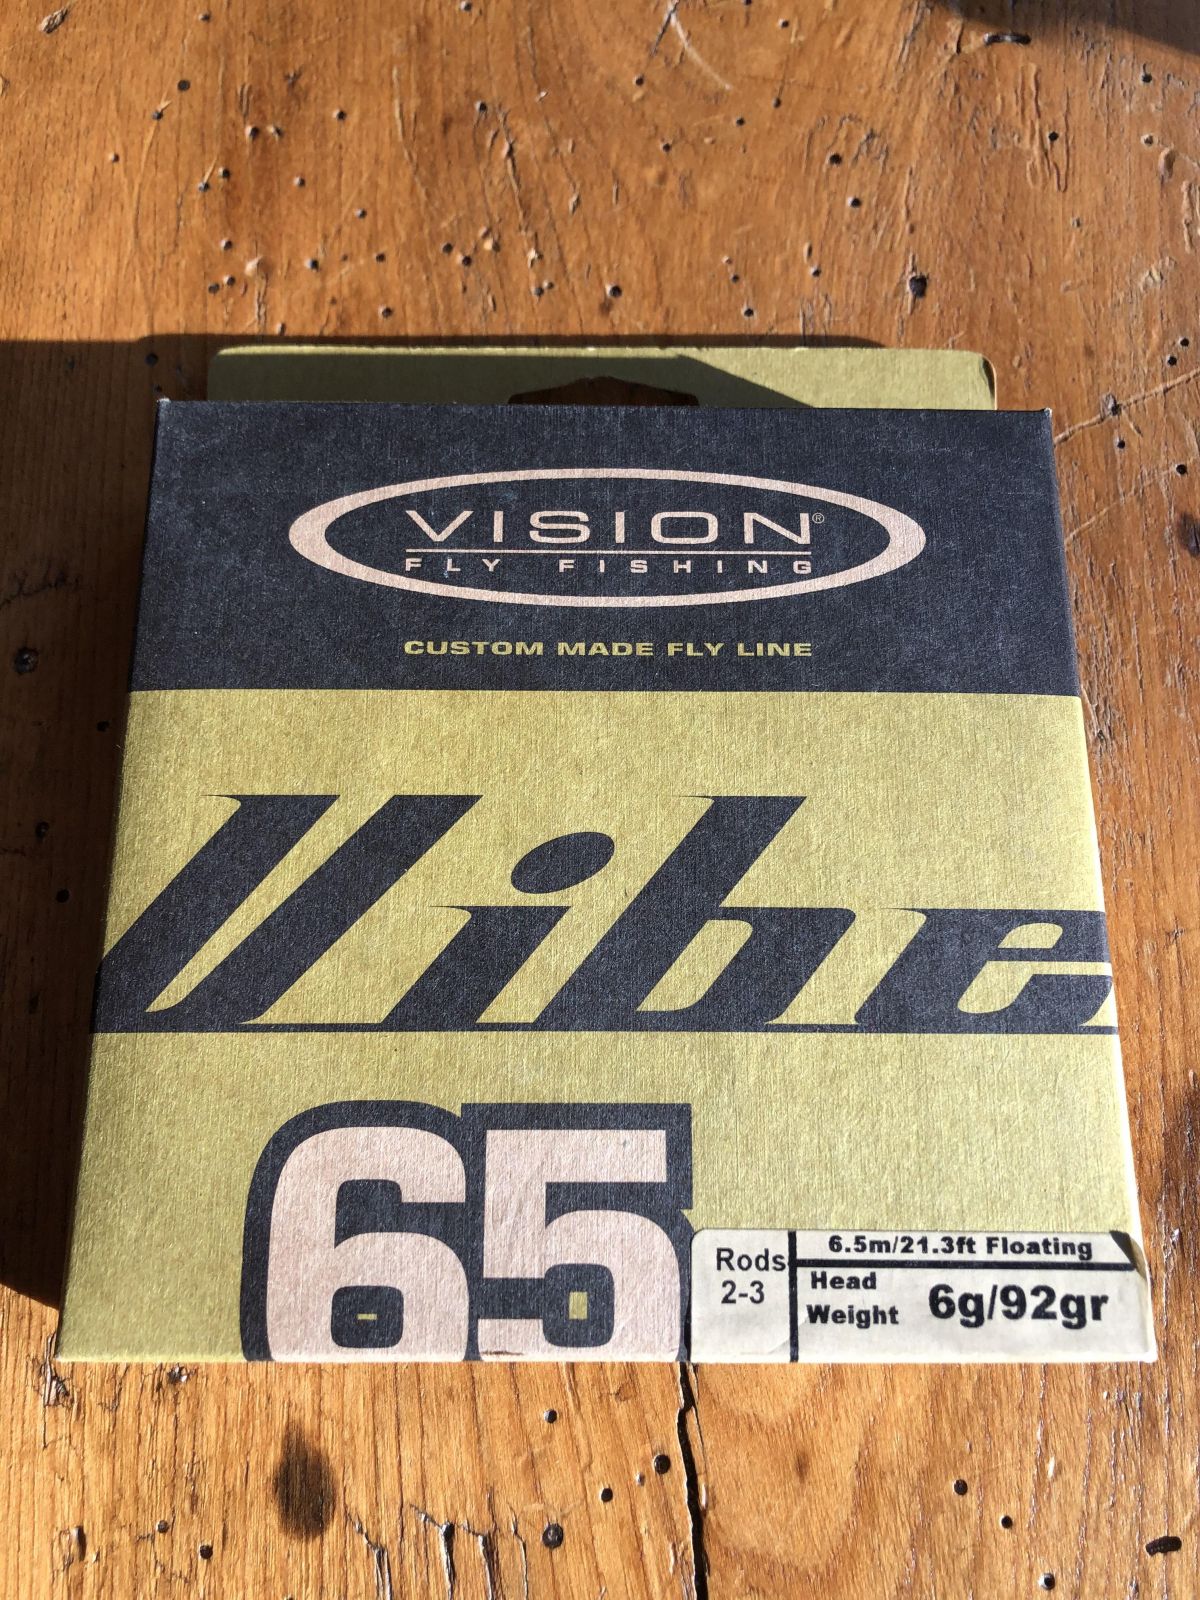 VISION®
FLY FISHING
CUSTOM MADE FLY LINE
Vibe
65
Rods
2-3
6.5m/21.3ft Floating
Head
Weight
6g/92gr